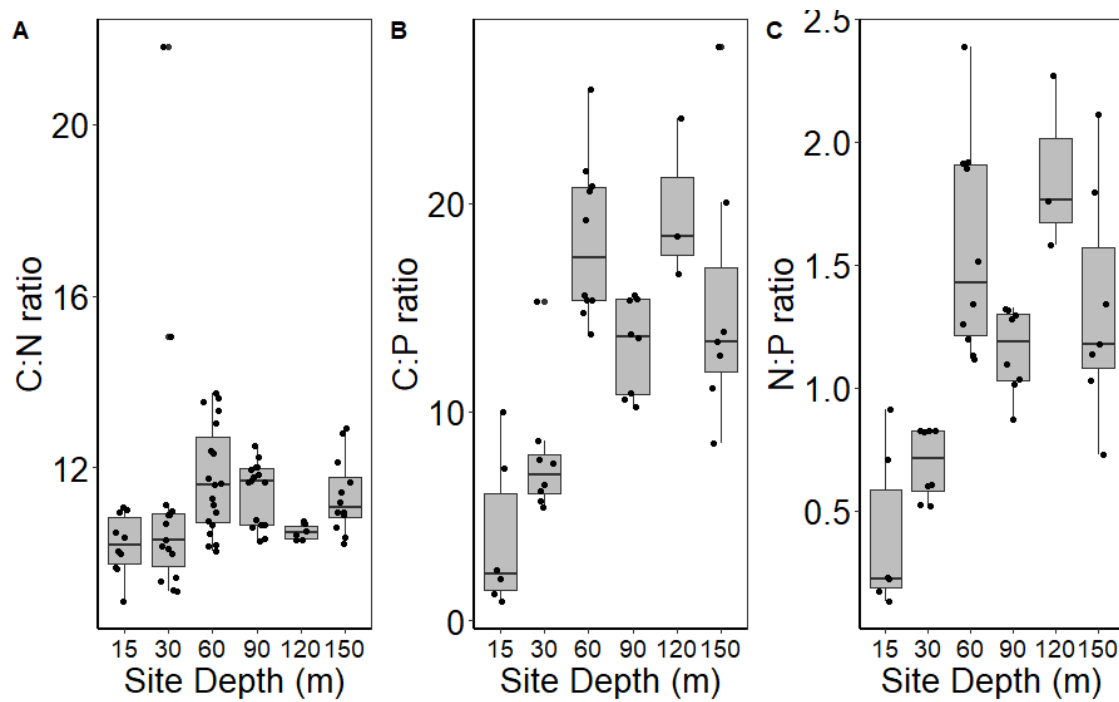 A
C:N ratio
20
16
12
15 30 60 90 120 150
Site Depth (m)
B
C:P ratio
20
10
0
15 30 60 90 120 150
Site Depth (m)
C
N:P ratio
2.5
2.0
1.5
1.0
0.5
15 30 60 90 120 150
Site Depth (m)